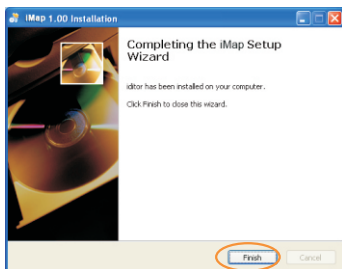 iMap 1.00 Installation
Completing the iMap Setup
Wizard
iditor has been installed on your computer.
Click Finish to close this wizard.
Finish
Cancel